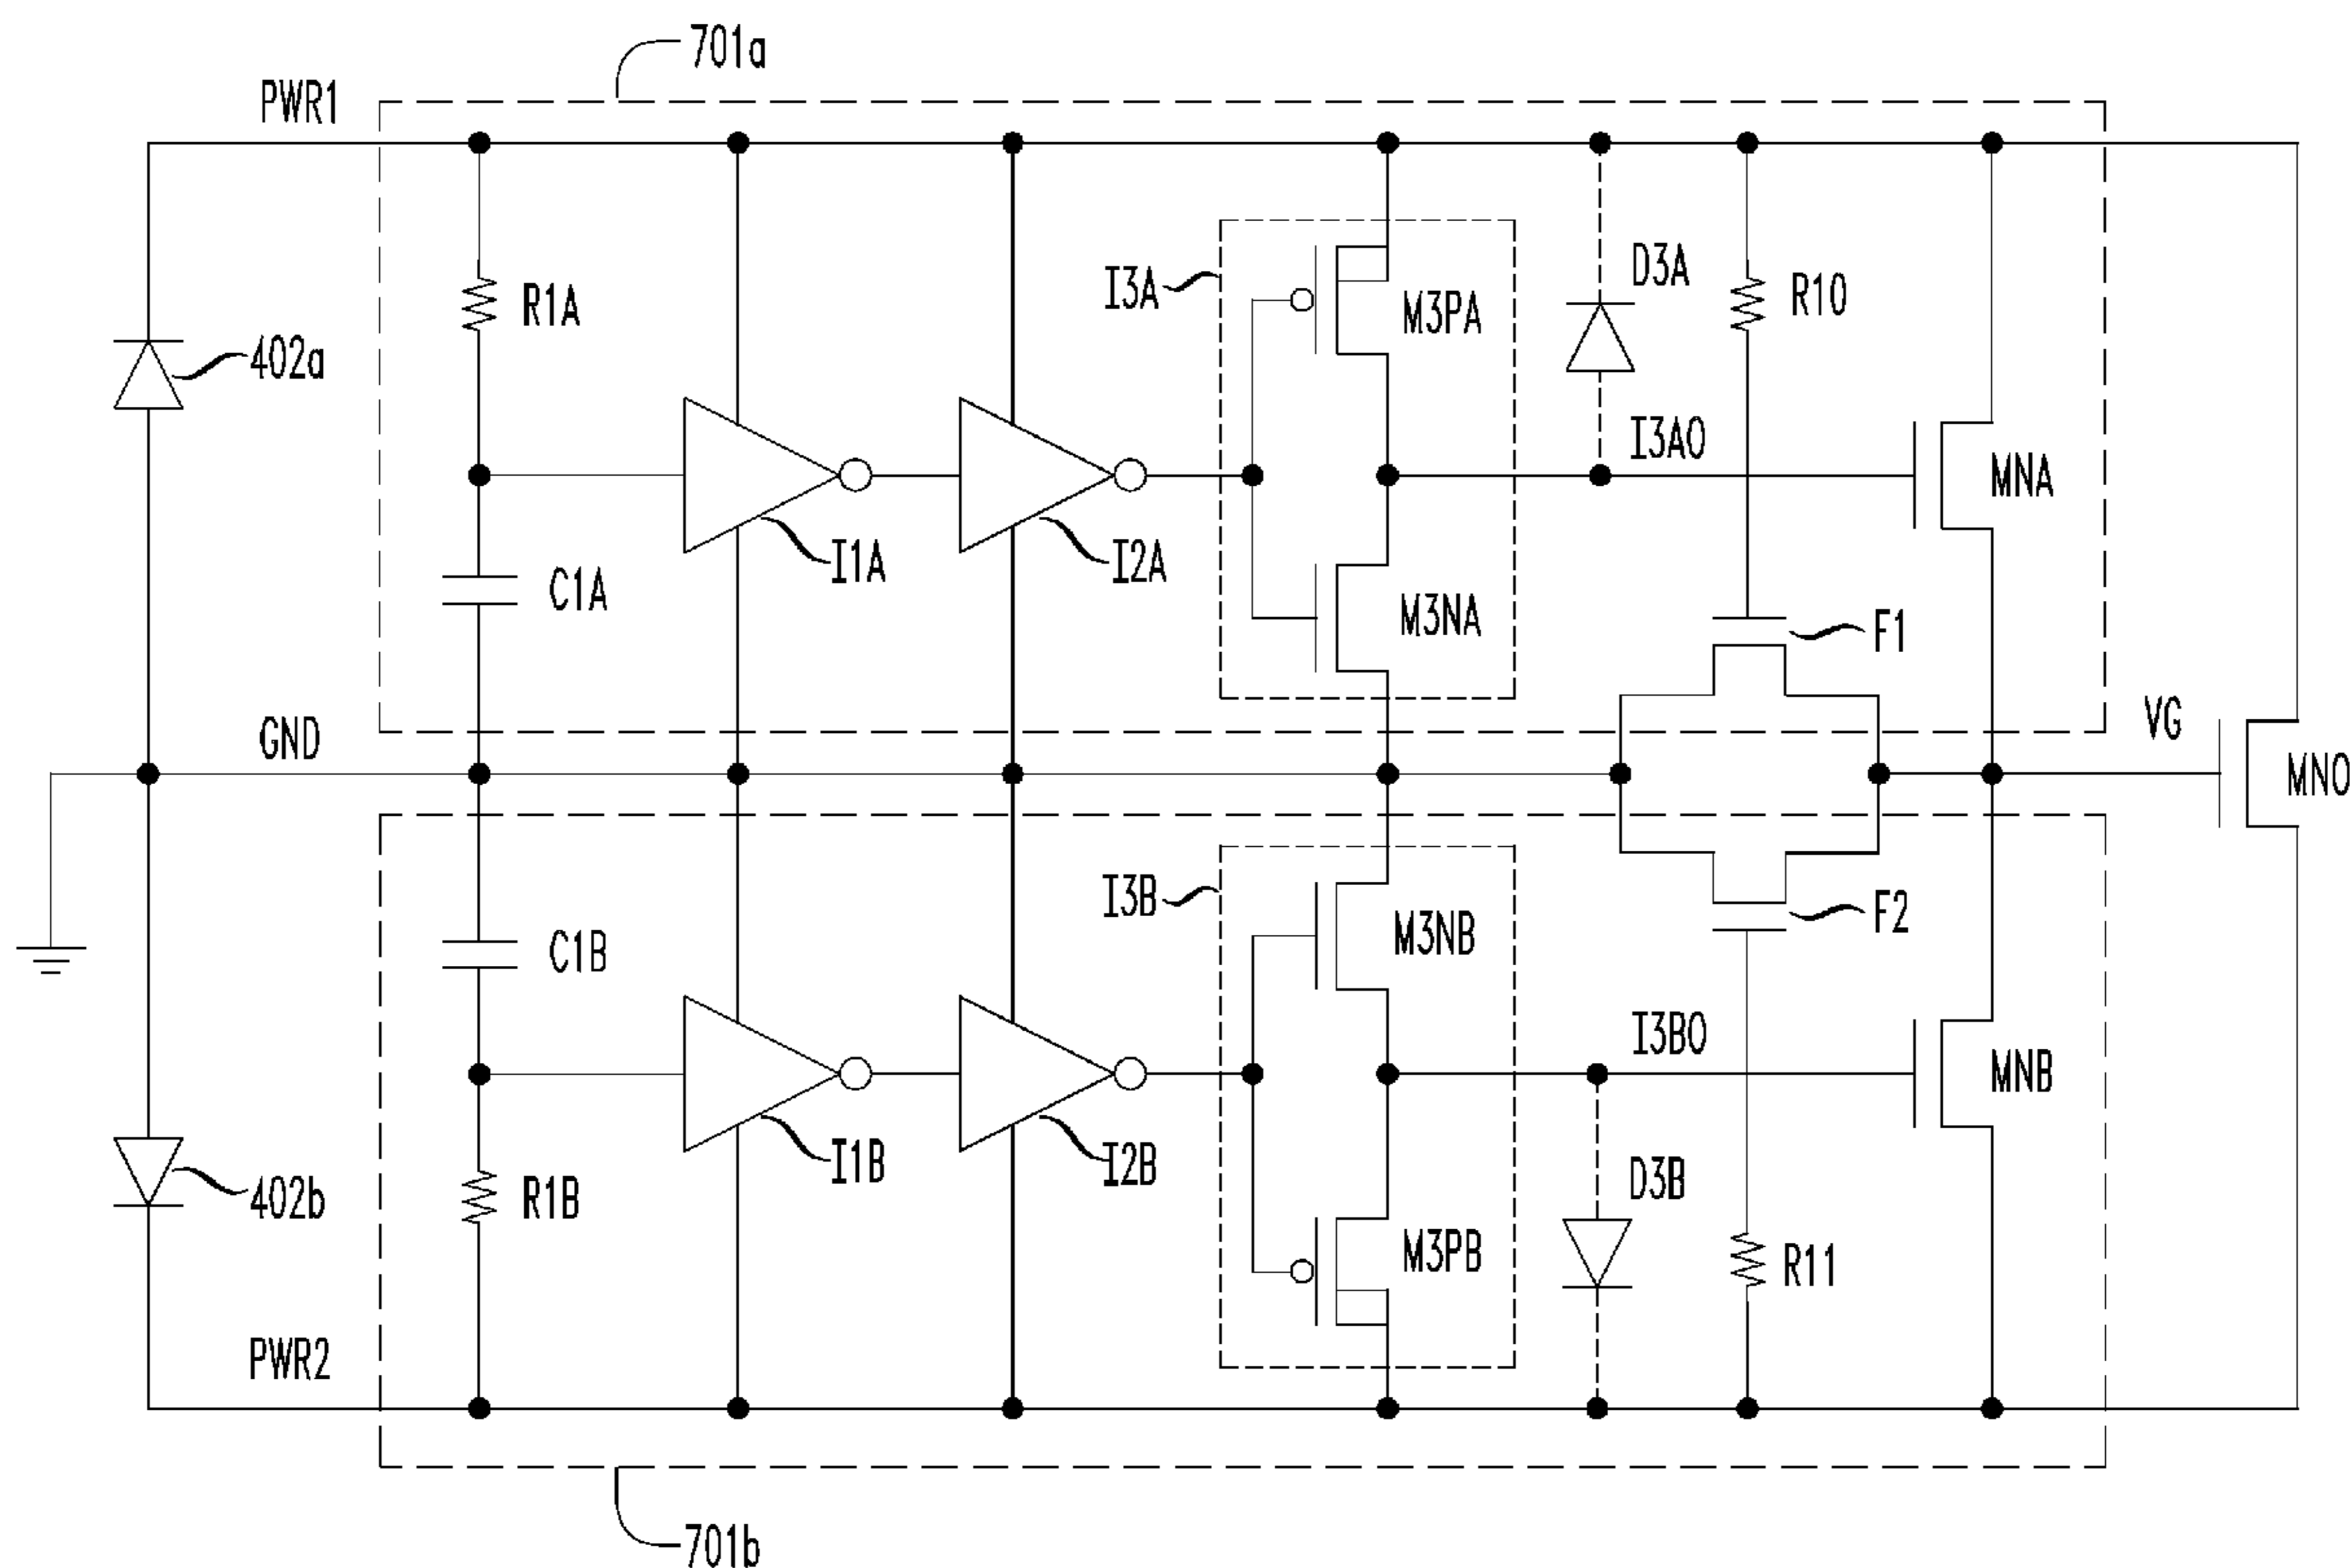 701a
PWR1
I3A
D3A
R1A
M3PA
R10
402a
I3AO
MNA
I1A
I2A
C1A
M3NA
F1
GND
VG
MNO
I3B
F2
C1B
M3NB
I3BO
MNB
I1B
I2B
D3B
402b
R1B
M3PB
R11
PWR2
701b